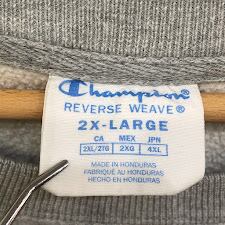 Champion
REVERSE WEAVE®
2X-LARGE
CA MEX JPN
2XL/2TG 2XG 4XL
MADE IN HONDURAS
FABRIQUÉ AU HONDURAS
HECHO EN HONDURAS